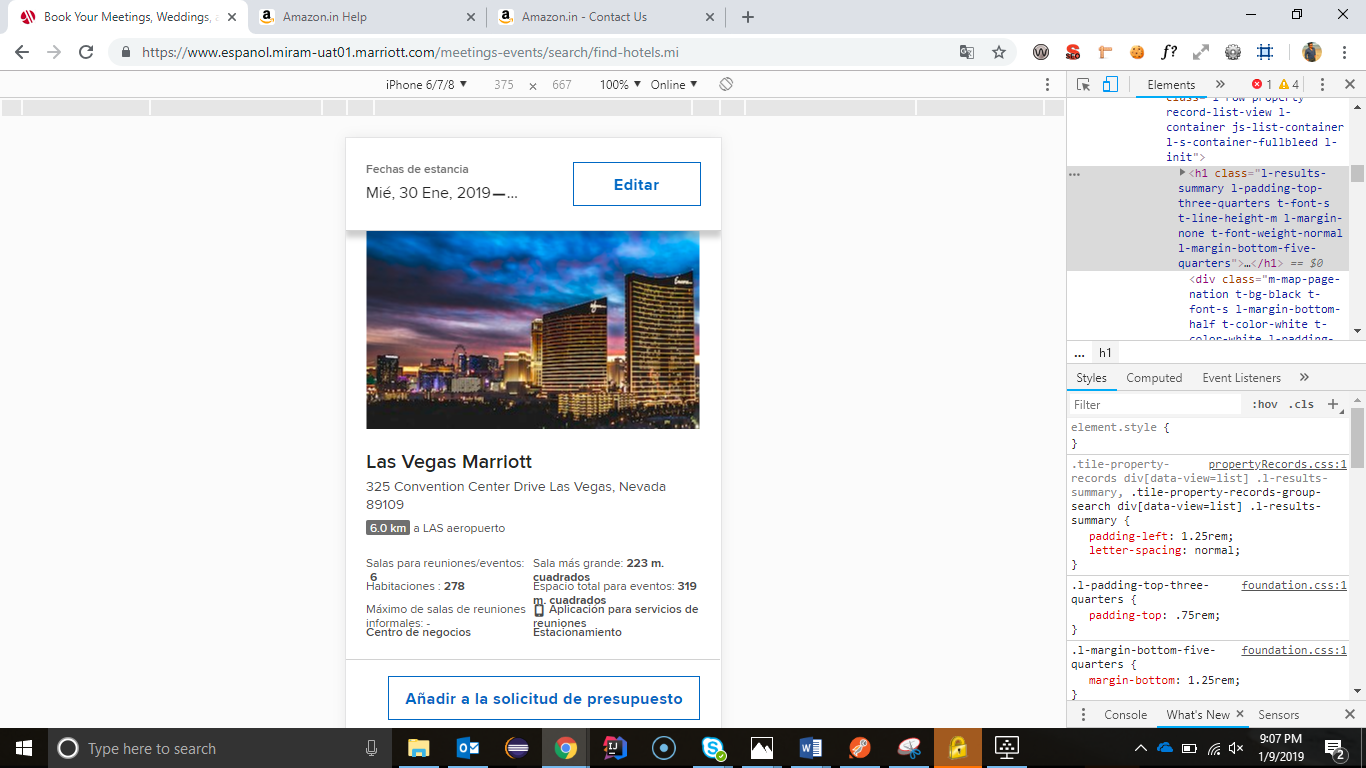 Book Your Meetings, Weddings, a
Amazon.in Help
Amazon.in - Contact Us
https://www.espanol.miram-uat01.marriott.com/meetings-events/search/find-hotels.mi
iPhone 6/7/8 ▼ 375 × 667 100% ▼ Online ▼
Elements » 1 4
Fechas de estancia
Mié, 30 Ene, 2019—...
Editar
Las Vegas Marriott
325 Convention Center Drive Las Vegas, Nevada
89109
6.0 km a LAS aeropuerto
Salas para reuniones/eventos:
6
Sala más grande: 223 m.
cuadrados
Habitaciones : 278
Espacio total para eventos: 319
m. cuadrados
Máximo de salas de reuniones
informales: -
Aplicación para servicios de
reuniones
Centro de negocios
Estacionamiento
Añadir a la solicitud de presupuesto
class="l-row property-
record-list-view l-
container js-list-container
l-s-container-fullbleed l-
init">
<h1 class="l-results-
summary l-padding-top-
three-quarters t-font-s
t-line-height-m l-margin-
none t-font-weight-normal
l-margin-bottom-five-
quarters">…</h1> == $0
<div class="m-map-page-
nation t-bg-black t-
font-s l-margin-bottom-
half t-color-white t-
color-white l-padding-
... h1
Styles Computed Event Listeners »
Filter :hov .cls +
element.style {
}
.tile-property- propertyRecords.css:1
records div[data-view=list] .l-results-
summary, .tile-property-records-group-
search div[data-view=list] .l-results-
summary {
padding-left: 1.25rem;
letter-spacing: normal;
}
.l-padding-top-three- foundation.css:1
quarters {
padding-top: .75rem;
}
.l-margin-bottom-five- foundation.css:1
quarters {
margin-bottom: 1.25rem;
}
Console What's New × Sensors
Type here to search
9:07 PM
1/9/2019
2